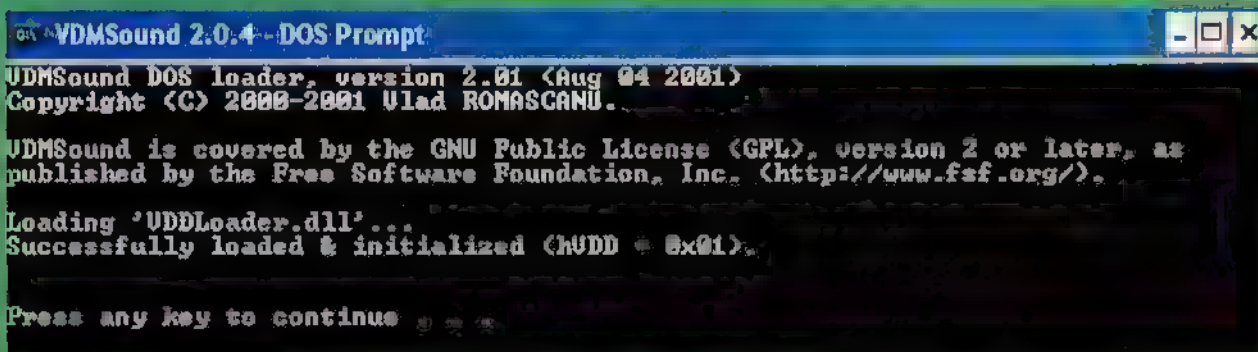 VDMSound 2.0.4 - DOS Prompt
VDMSound DOS loader, version 2.01 (Aug 04 2001)
Copyright (C) 2000-2001 Vlad ROMASCANU.
VDMSound is covered by the GNU Public License (GPL), version 2 or later, as
published by the Free Software Foundation, Inc. (http://www.fsf.org/).
Loading 'VDDLoader.dll'...
Successfully loaded & initialized (hVDD = 0x01).
Press any key to continue . . .